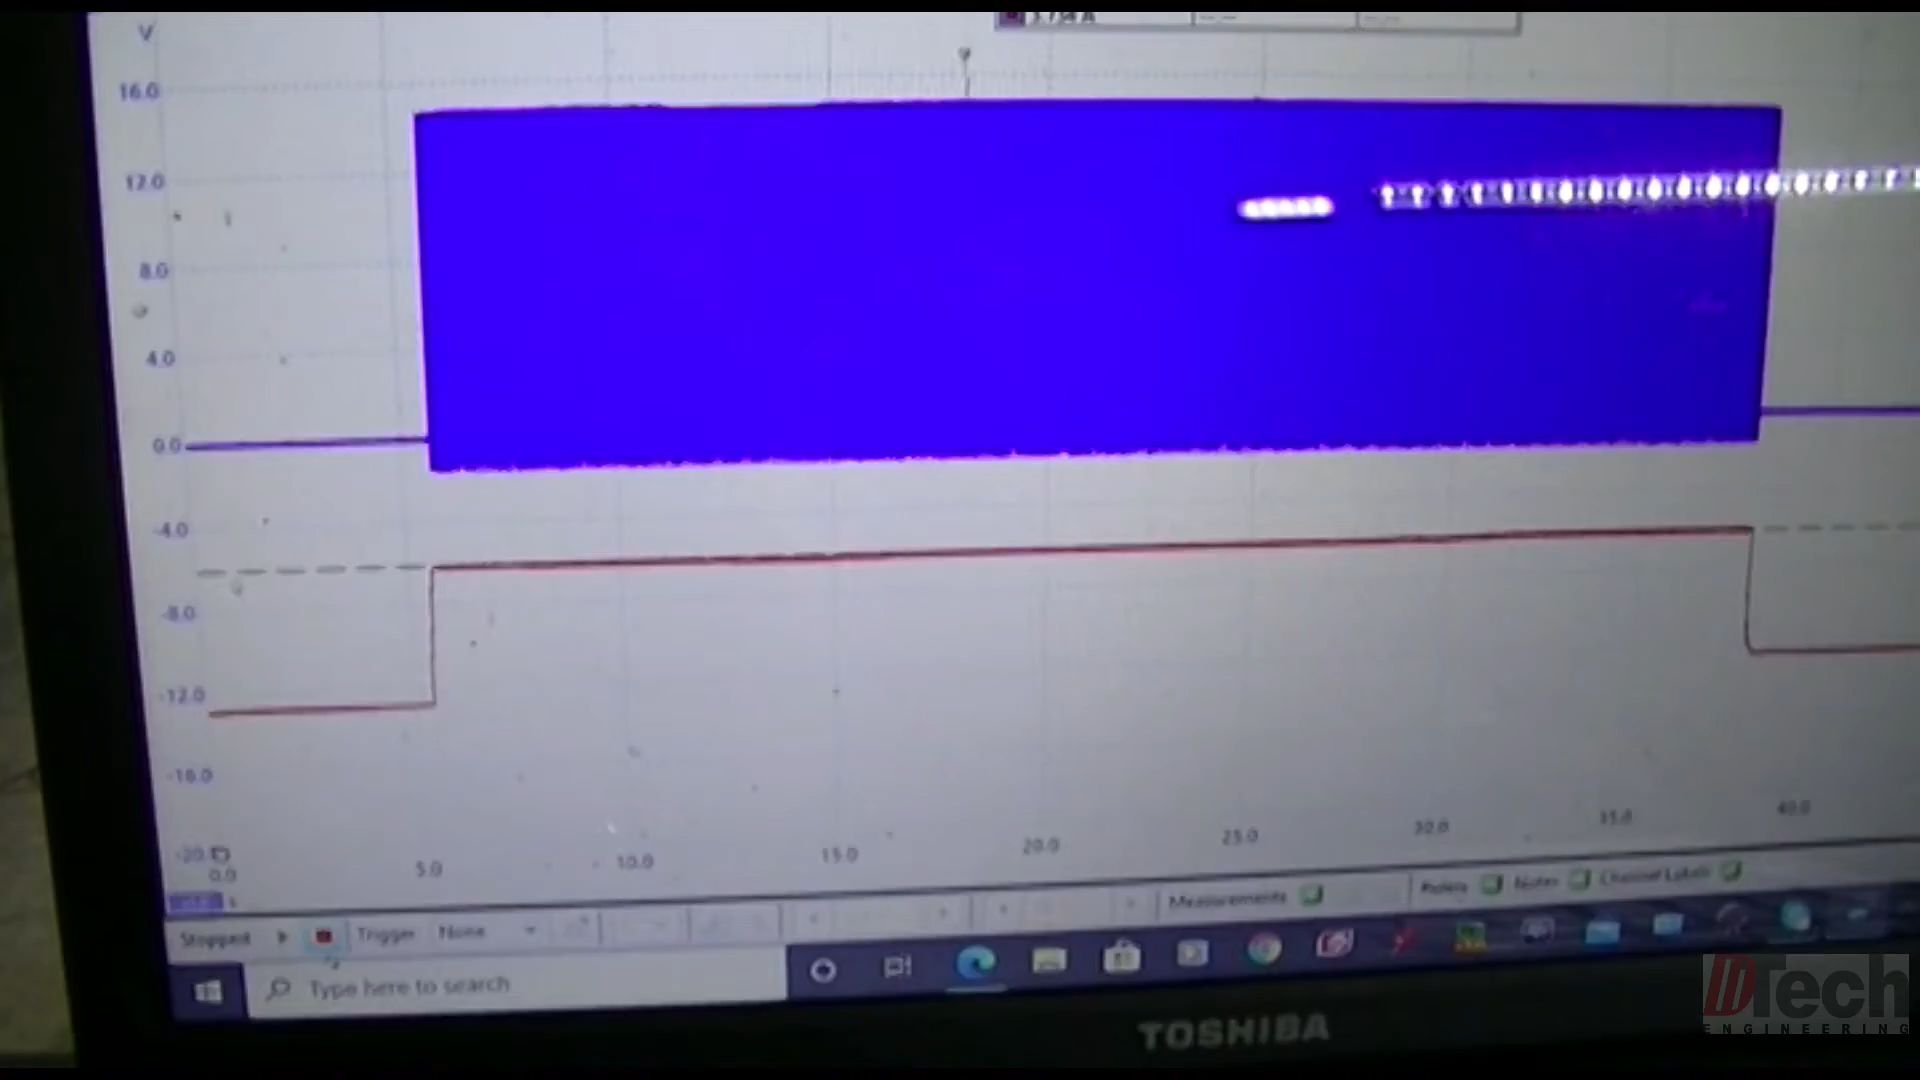 V
16.0
12.0
8.0
4.0
0.0
-4.0
-8.0
-12.0
-16.0
-20.0
0.0 5.0 10.0 15.0 20.0 25.0 30.0 35.0 40.0
Measurements Rulers Notes Channel Labels
Stopped Trigger None
Type here to search
TOSHIBA
DTech
ENGINEERING